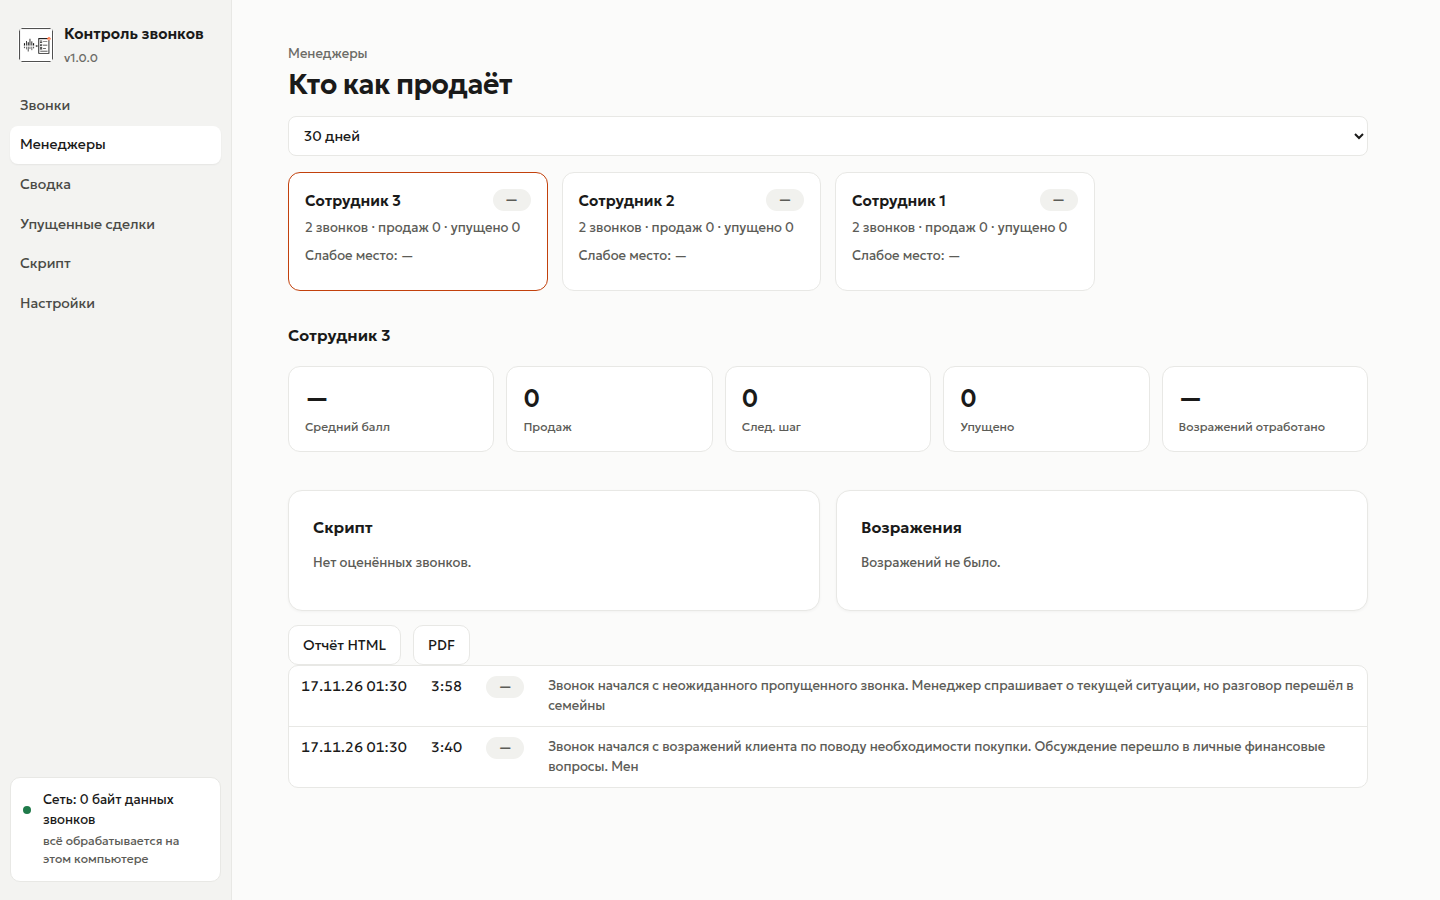 Контроль звонков
v1.0.0
Звонки
Менеджеры
Сводка
Упущенные сделки
Скрипт
Настройки
Сеть: 0 байт данных
звонков
всё обрабатывается на
этом компьютере
Менеджеры
Кто как продаёт
30 дней
Сотрудник 3 —
2 звонков · продаж 0 · упущено 0
Слабое место: —
Сотрудник 2 —
2 звонков · продаж 0 · упущено 0
Слабое место: —
Сотрудник 1 —
2 звонков · продаж 0 · упущено 0
Слабое место: —
Сотрудник 3
—
Средний балл
0
Продаж
0
След. шаг
0
Упущено
—
Возражений отработано
Скрипт
Нет оценённых звонков.
Возражения
Возражений не было.
Отчёт HTML
PDF
17.11.26 01:30 3:58 — Звонок начался с неожиданного пропущенного звонка. Менеджер спрашивает о текущей ситуации, но разговор перешёл в
семейны
17.11.26 01:30 3:40 — Звонок начался с возражений клиента по поводу необходимости покупки. Обсуждение перешло в личные финансовые
вопросы. Мен